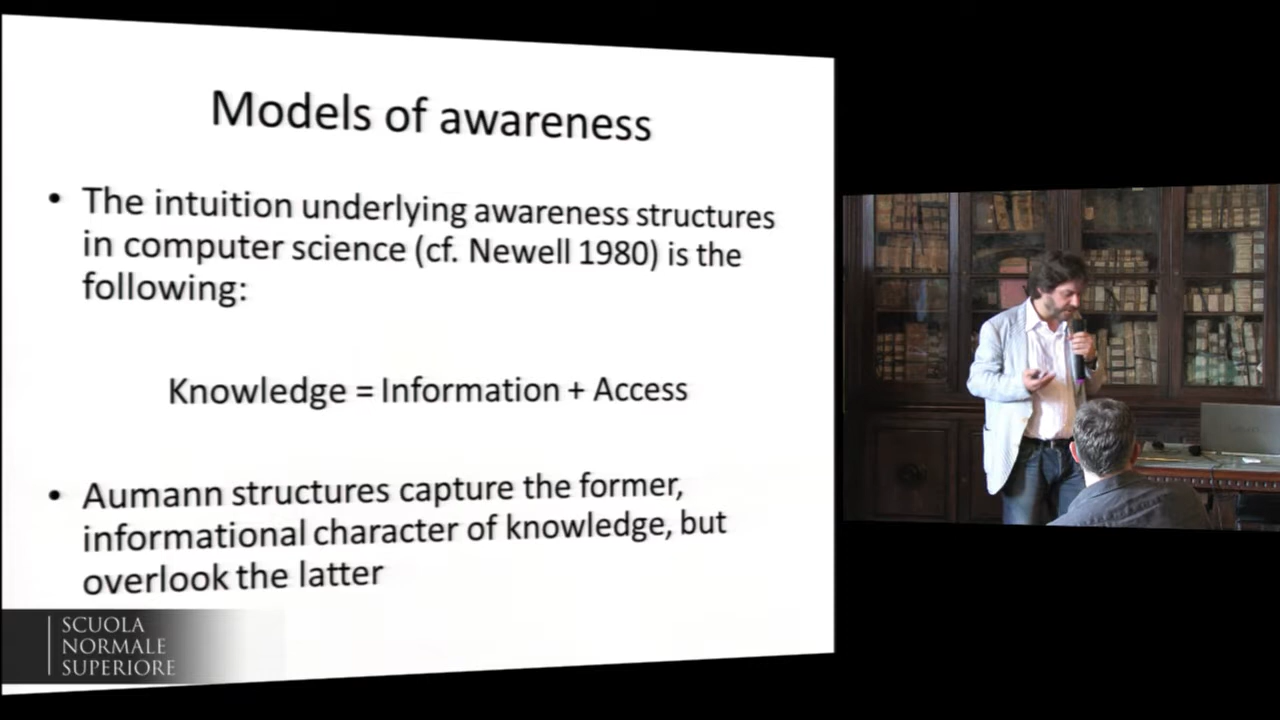 Models of awareness
• The intuition underlying awareness structures
in computer science (cf. Newell 1980) is the
following:
Knowledge = Information + Access
• Aumann structures capture the former,
informational character of knowledge, but
overlook the latter
SCUOLA
NORMALE
SUPERIORE